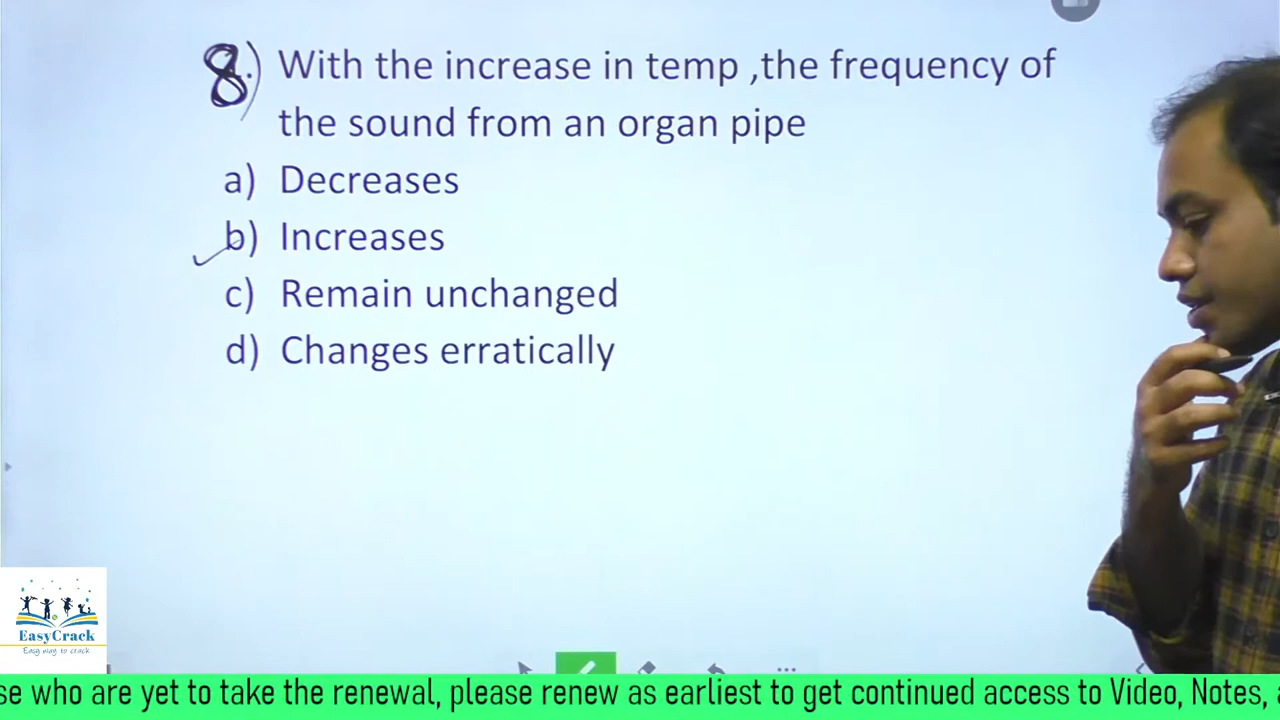 8.) With the increase in temp ,the frequency of
the sound from an organ pipe
a) Decreases
b) Increases
c) Remain unchanged
d) Changes erratically
EasyCrack
Easy way to crack
se who are yet to take the renewal, please renew as earliest to get continued access to Video, Notes,